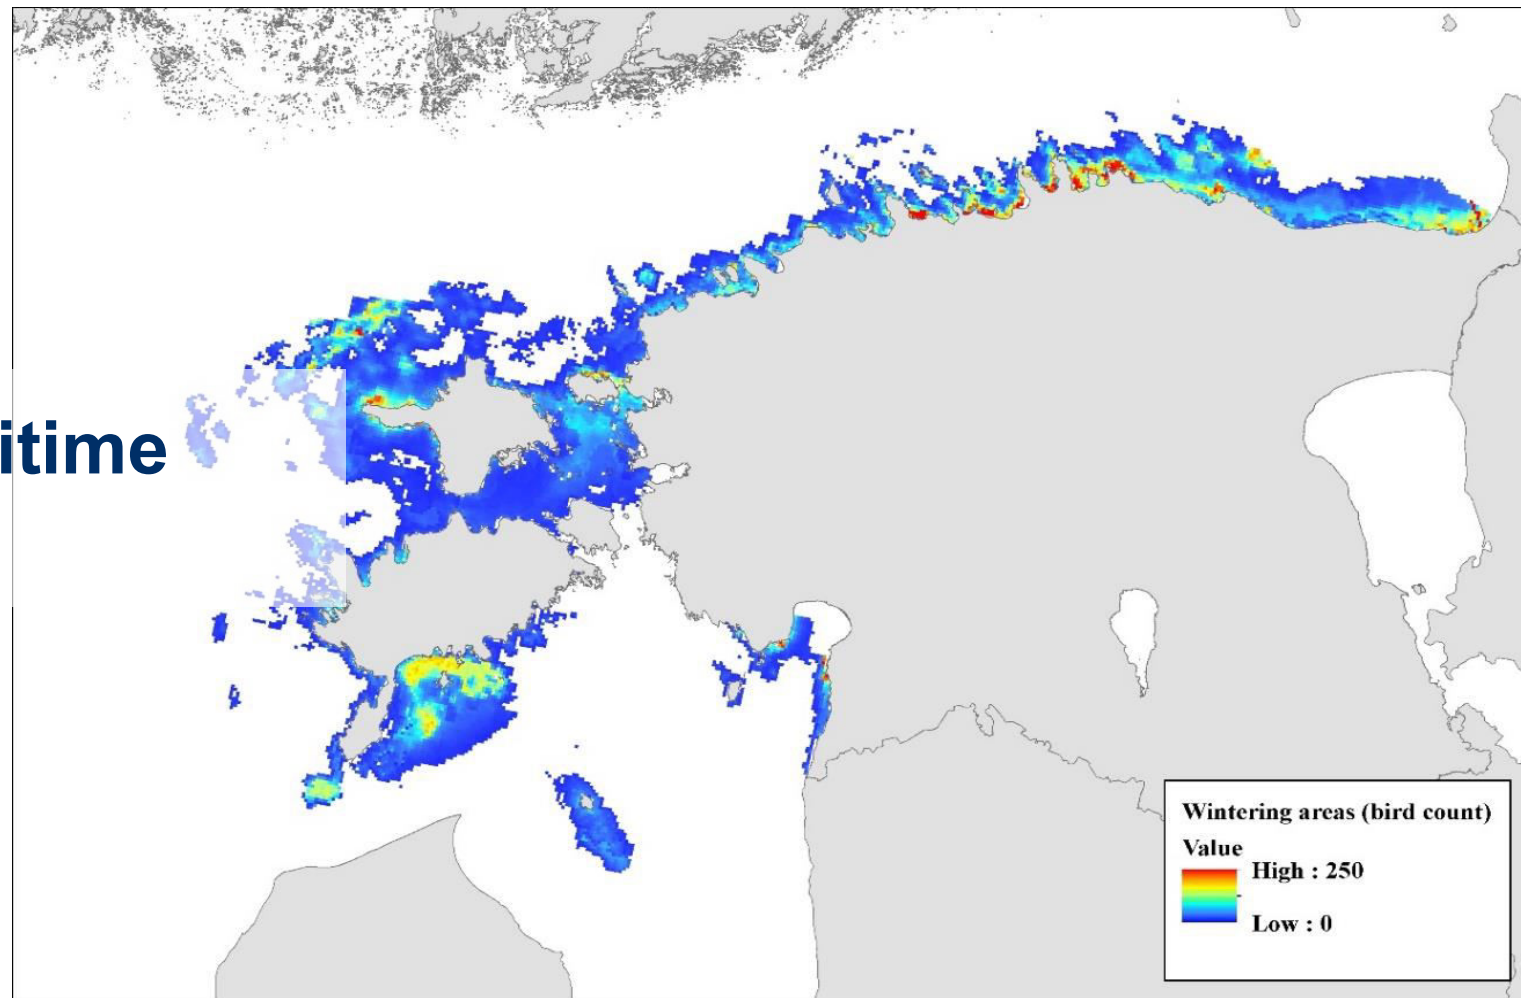 itime
Wintering areas (bird count)
Value
High : 250
Low : 0